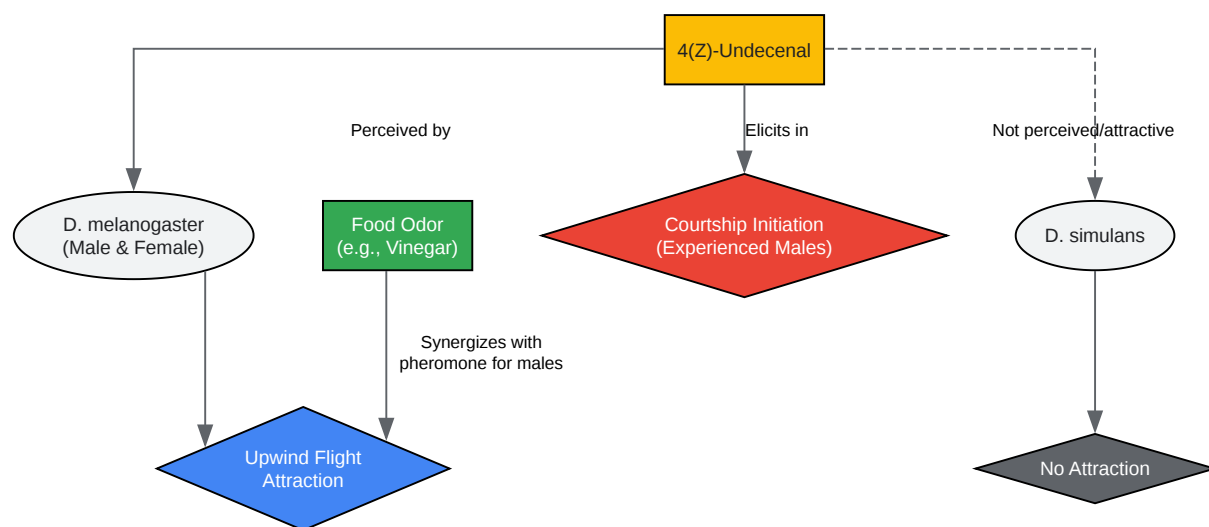 4(Z)-Undecenal
Perceived by
Elicits in
Not perceived/attractive
D. melanogaster
(Male & Female)
Food Odor
(e.g., Vinegar)
Courtship Initiation
(Experienced Males)
D. simulans
Synergizes with
pheromone for males
Upwind Flight
Attraction
No Attraction